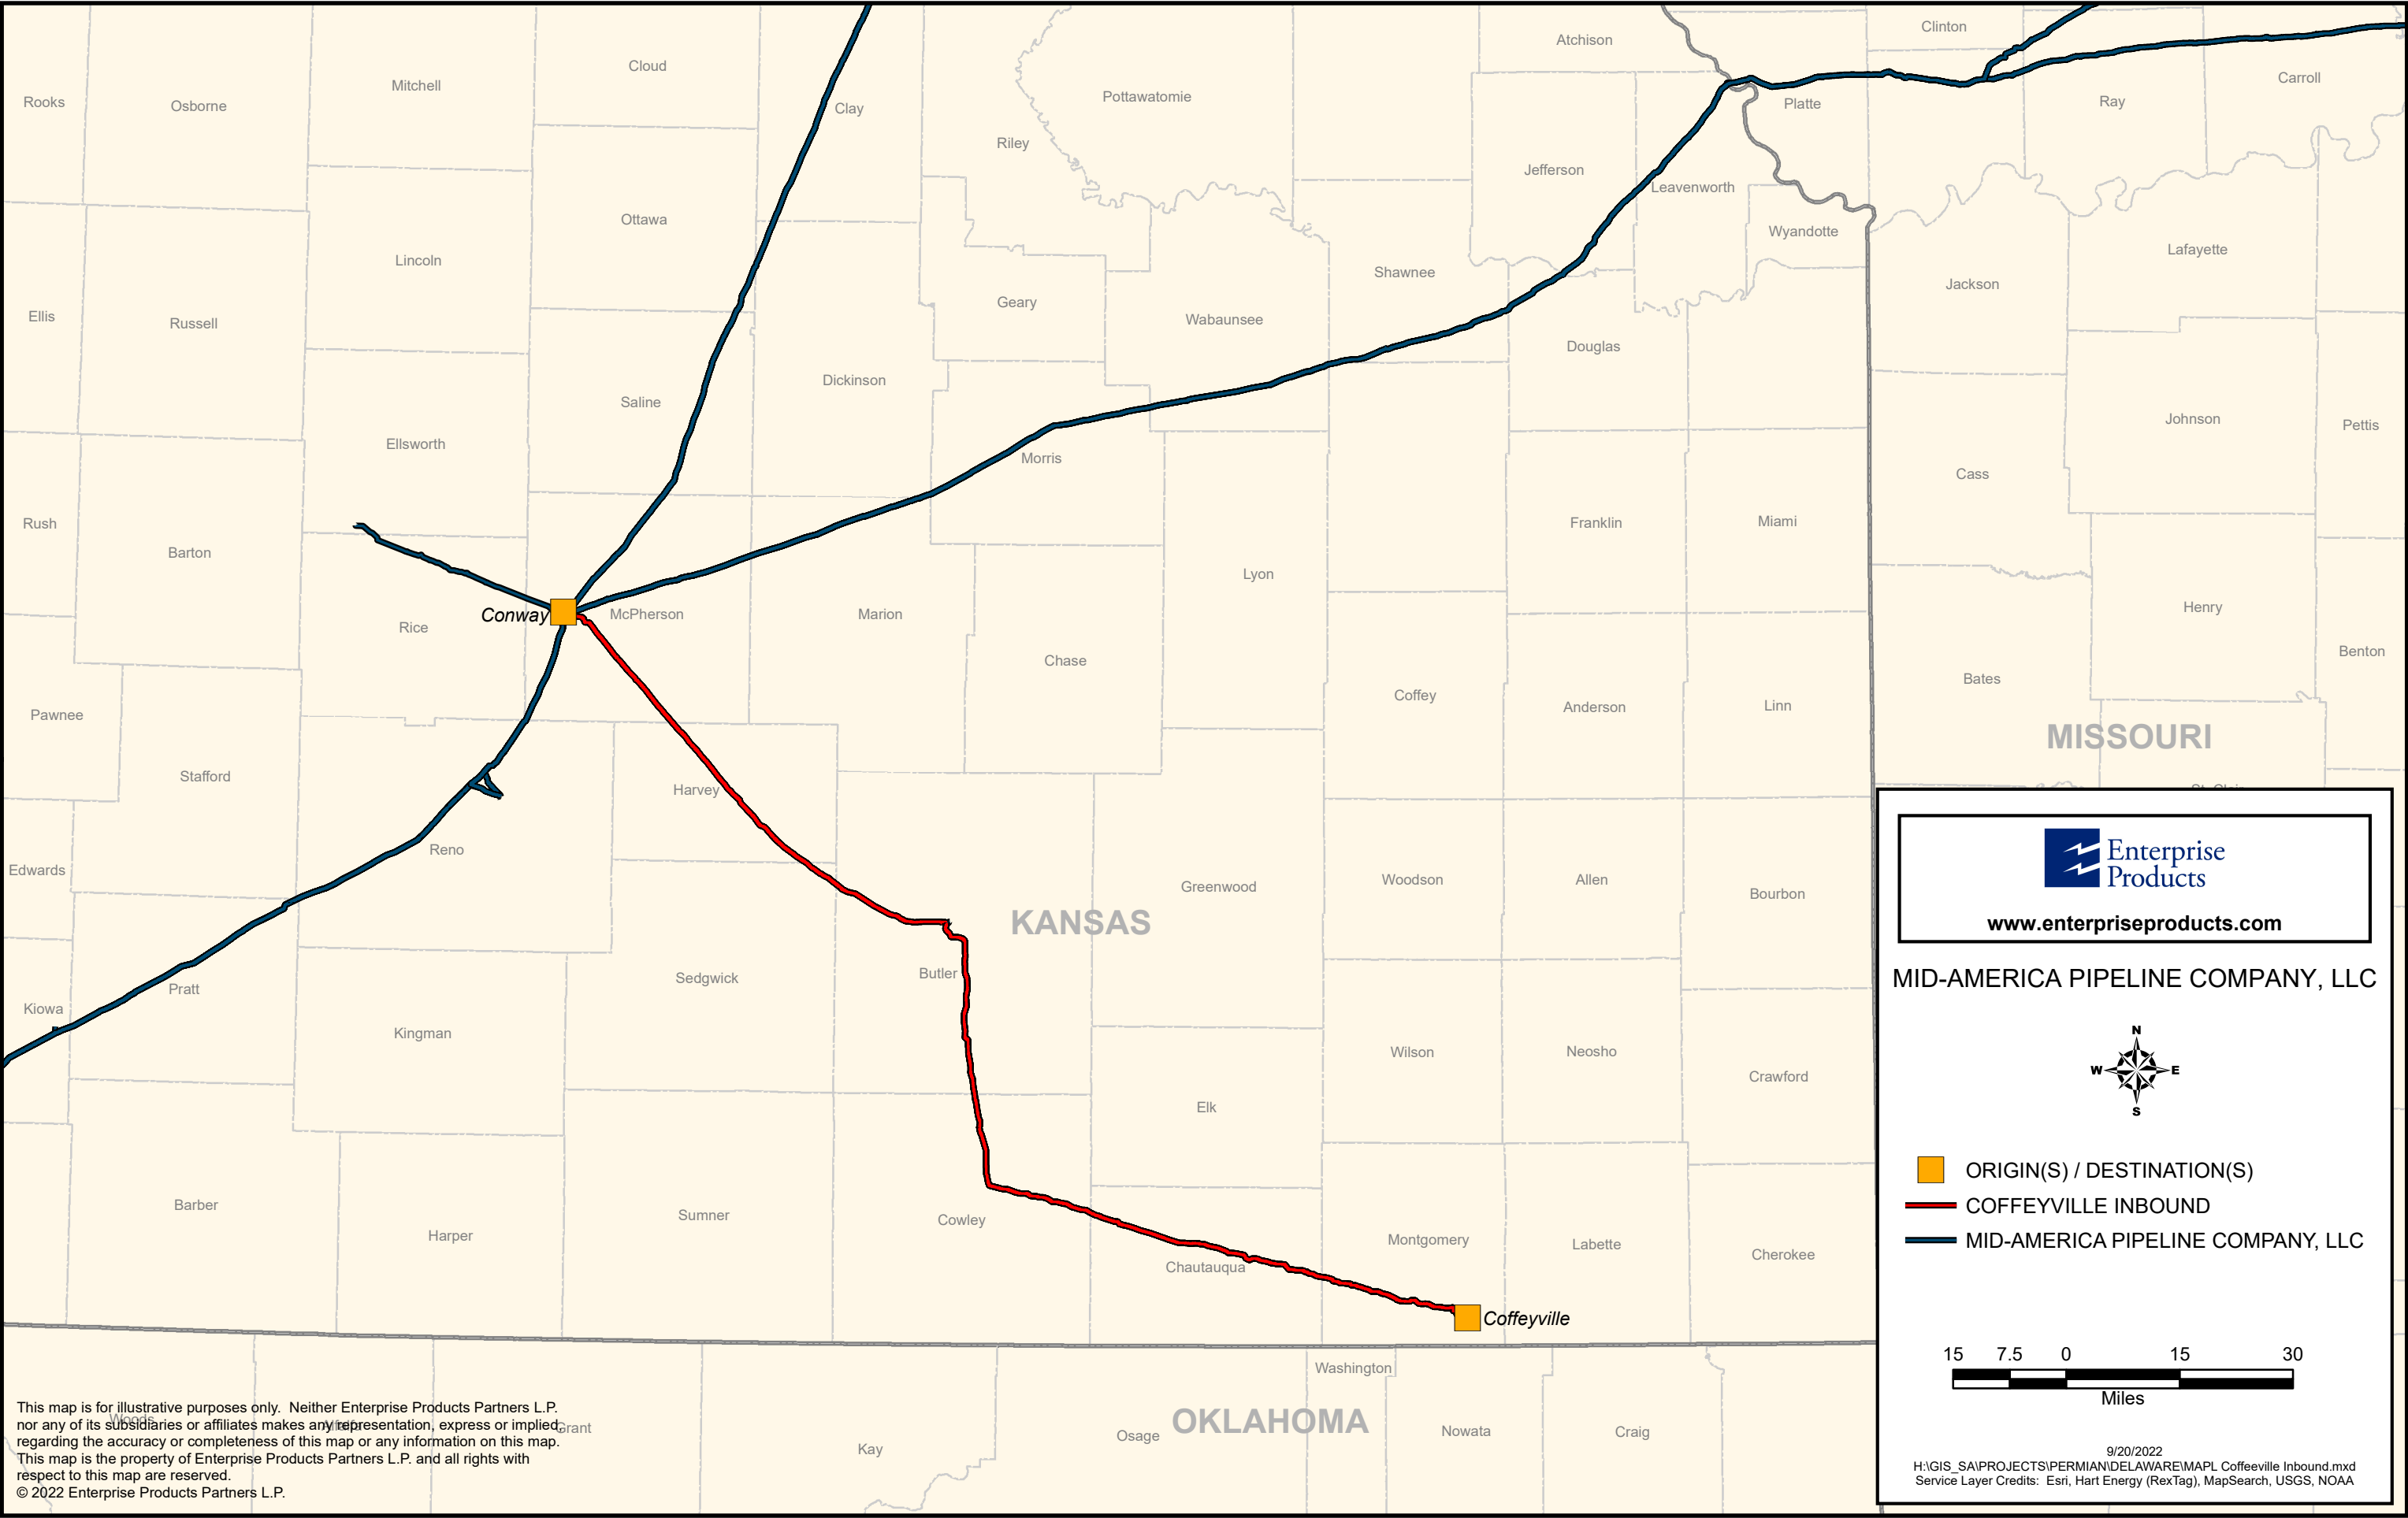 Clinton
Atchison
Cloud
Carroll
Mitchell
Pottawatomie
Rooks
Osborne
Clay
Platte
Ray
Riley
Jefferson
Leavenworth
Ottawa
Wyandotte
Lafayette
Lincoln
Shawnee
Jackson
Geary
Ellis
Russell
Wabaunsee
Douglas
Dickinson
Saline
Johnson
Pettis
Ellsworth
Morris
Cass
Rush
Barton
Franklin
Miami
Lyon
Conway
McPherson
Marion
Henry
Rice
Chase
Benton
Bates
Coffey
Anderson
Linn
Pawnee
MISSOURI
Stafford
Harvey
Reno
Edwards
Greenwood
Woodson
Allen
Bourbon
KANSAS
Butler
Sedgwick
Pratt
Kiowa
Kingman
Wilson
Neosho
Crawford
Elk
Barber
Sumner
Cowley
Harper
Montgomery
Labette
Cherokee
Chautauqua
Coffeyville
Washington
OKLAHOMA
Woods
Alfalfa
Grant
Kay
Osage
Nowata
Craig
Enterprise
Products
www.enterpriseproducts.com
MID-AMERICA PIPELINE COMPANY, LLC
N
W E
S
ORIGIN(S) / DESTINATION(S)
COFFEYVILLE INBOUND
MID-AMERICA PIPELINE COMPANY, LLC
15 7.5 0 15 30
Miles
9/20/2022
H:\GIS_SA\PROJECTS\PERMIAN\DELAWARE\MAPL Coffeeville Inbound.mxd
Service Layer Credits: Esri, Hart Energy (RexTag), MapSearch, USGS, NOAA
This map is for illustrative purposes only. Neither Enterprise Products Partners L.P.
nor any of its subsidiaries or affiliates makes any representation, express or implied,
regarding the accuracy or completeness of this map or any information on this map.
This map is the property of Enterprise Products Partners L.P. and all rights with
respect to this map are reserved.
© 2022 Enterprise Products Partners L.P.